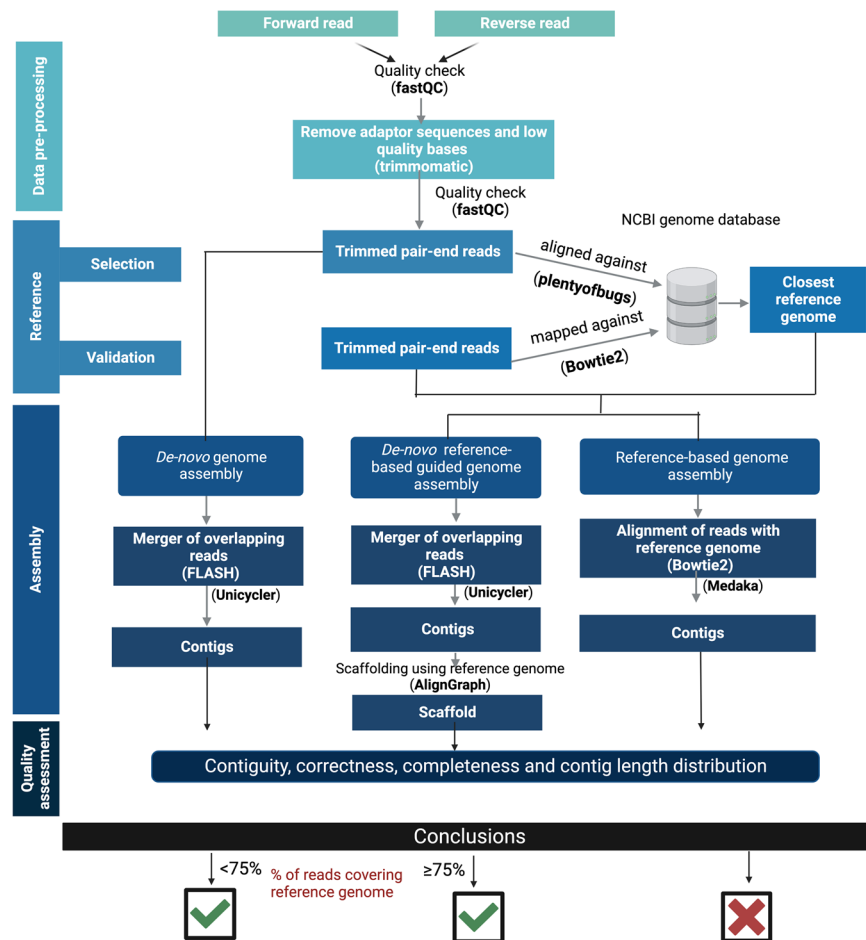 Forward read
Reverse read
Quality check
(fastQC)
Data pre-processing
Remove adaptor sequences and low
quality bases
(trimmomatic)
Quality check
(fastQC)
NCBI genome database
Reference
Selection
Trimmed pair-end reads
aligned against
(plentyofbugs)
Closest
reference
genome
Validation
Trimmed pair-end reads
mapped against
(Bowtie2)
Assembly
De-novo genome
assembly
De-novo reference-
based guided genome
assembly
Reference-based genome
assembly
Merger of overlapping
reads
(FLASH)
Merger of overlapping
reads
(FLASH)
Alignment of reads with
reference genome
(Bowtie2)
(Unicycler)
(Unicycler)
(Medaka)
Contigs
Contigs
Contigs
Scaffolding using reference genome
(AlignGraph)
Scaffold
Quality
assessment
Contiguity, correctness, completeness and contig length distribution
Conclusions
<75%
% of reads covering
reference genome
≥75%